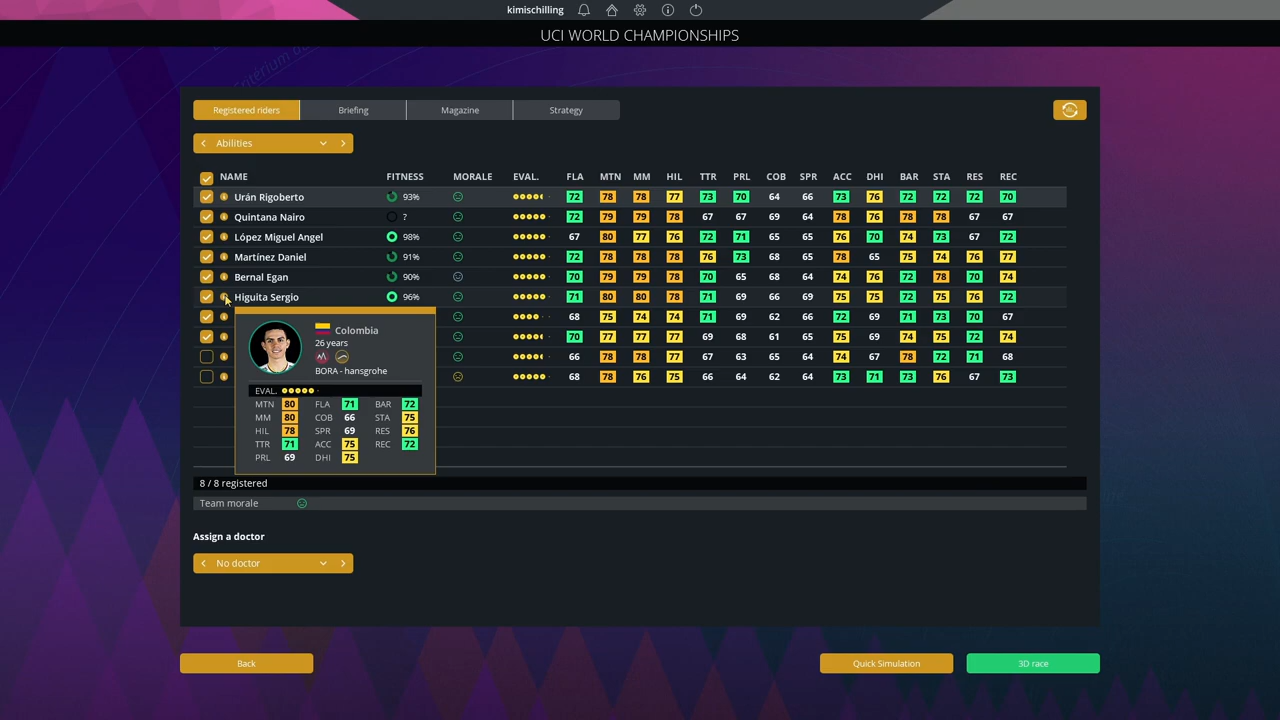 kimischilling
UCI WORLD CHAMPIONSHIPS
Registered riders Briefing Magazine Strategy
Abilities
NAME FITNESS MORALE EVAL. FLA MTN MM HIL TTR PRL COB SPR ACC DHI BAR STA RES REC
Urán Rigoberto 93% 72 78 78 77 73 70 64 66 73 76 72 72 72 70
Quintana Nairo ? 72 79 79 78 67 67 69 64 78 76 78 78 67 67
López Miguel Angel 98% 67 80 77 76 72 71 65 65 76 70 74 73 67 72
Martínez Daniel 91% 72 78 78 78 76 73 68 65 78 65 74 75 76 77
Bernal Egan 90% 70 79 79 78 70 65 68 64 74 76 72 78 70 74
Higuita Sergio 96% 71 80 80 78 71 69 66 69 75 75 72 75 76 72
68 75 74 74 71 69 62 66 72 69 71 73 70 67
70 77 77 77 69 68 61 65 75 69 74 75 72 74
66 78 78 77 67 63 65 64 74 67 78 72 71 68
68 78 76 75 66 64 62 64 73 71 73 76 67 73
Colombia
26 years
BORA - hansgrohe
EVAL.
MTN 80 FLA 71 BAR 72
MM 80 COB 66 STA 75
HIL 78 SPR 69 RES 76
TTR 71 ACC 75 REC 72
PRL 69 DHI 75
8 / 8 registered
Team morale
Assign a doctor
No doctor
Back Quick Simulation 3D race